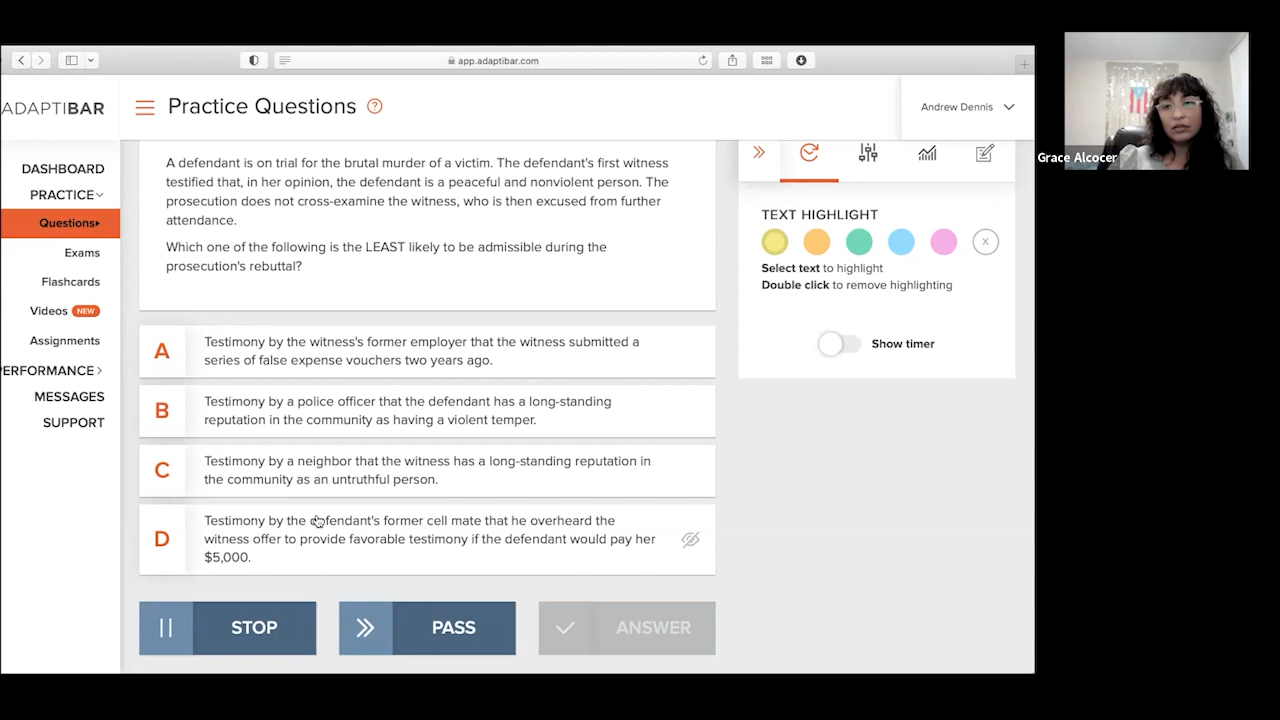 app.adaptibar.com
ADAPTIBAR
Practice Questions ?
Andrew Dennis
Grace Alcocer
DASHBOARD
PRACTICE
Questions
Exams
Flashcards
Videos NEW
Assignments
PERFORMANCE
MESSAGES
SUPPORT
A defendant is on trial for the brutal murder of a victim. The defendant's first witness
testified that, in her opinion, the defendant is a peaceful and nonviolent person. The
prosecution does not cross-examine the witness, who is then excused from further
attendance.
Which one of the following is the LEAST likely to be admissible during the
prosecution's rebuttal?
A
Testimony by the witness's former employer that the witness submitted a
series of false expense vouchers two years ago.
B
Testimony by a police officer that the defendant has a long-standing
reputation in the community as having a violent temper.
C
Testimony by a neighbor that the witness has a long-standing reputation in
the community as an untruthful person.
D
Testimony by the defendant's former cell mate that he overheard the
witness offer to provide favorable testimony if the defendant would pay her
$5,000.
STOP
PASS
ANSWER
TEXT HIGHLIGHT
X
Select text to highlight
Double click to remove highlighting
Show timer